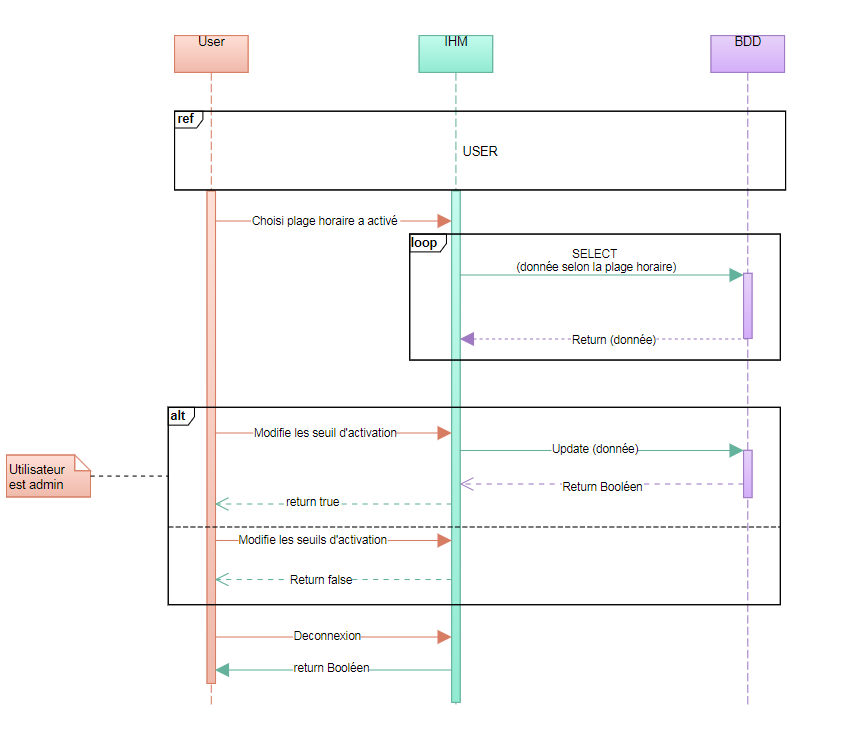 User
IHM
BDD
ref
USER
Choisi plage horaire a activé
loop
SELECT
(donnée selon la plage horaire)
Return (donnée)
alt
Modifie les seuil d'activation
Update (donnée)
Utilisateur
est admin
Return Booléen
return true
Modifie les seuils d'activation
Return false
Deconnexion
return Booléen